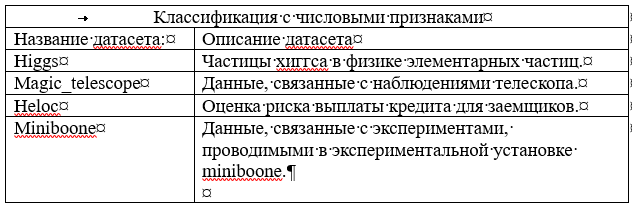 Классификация с числовыми признаками
Название датасета: Описание датасета
Higgs Частицы хиггса в физике элементарных частиц.
Magic_telescope Данные, связанные с наблюдениями телескопа.
Heloc Оценка риска выплаты кредита для заемщиков.
Miniboone Данные, связанные с экспериментами,
проводимыми в экспериментальной установке
miniboone.